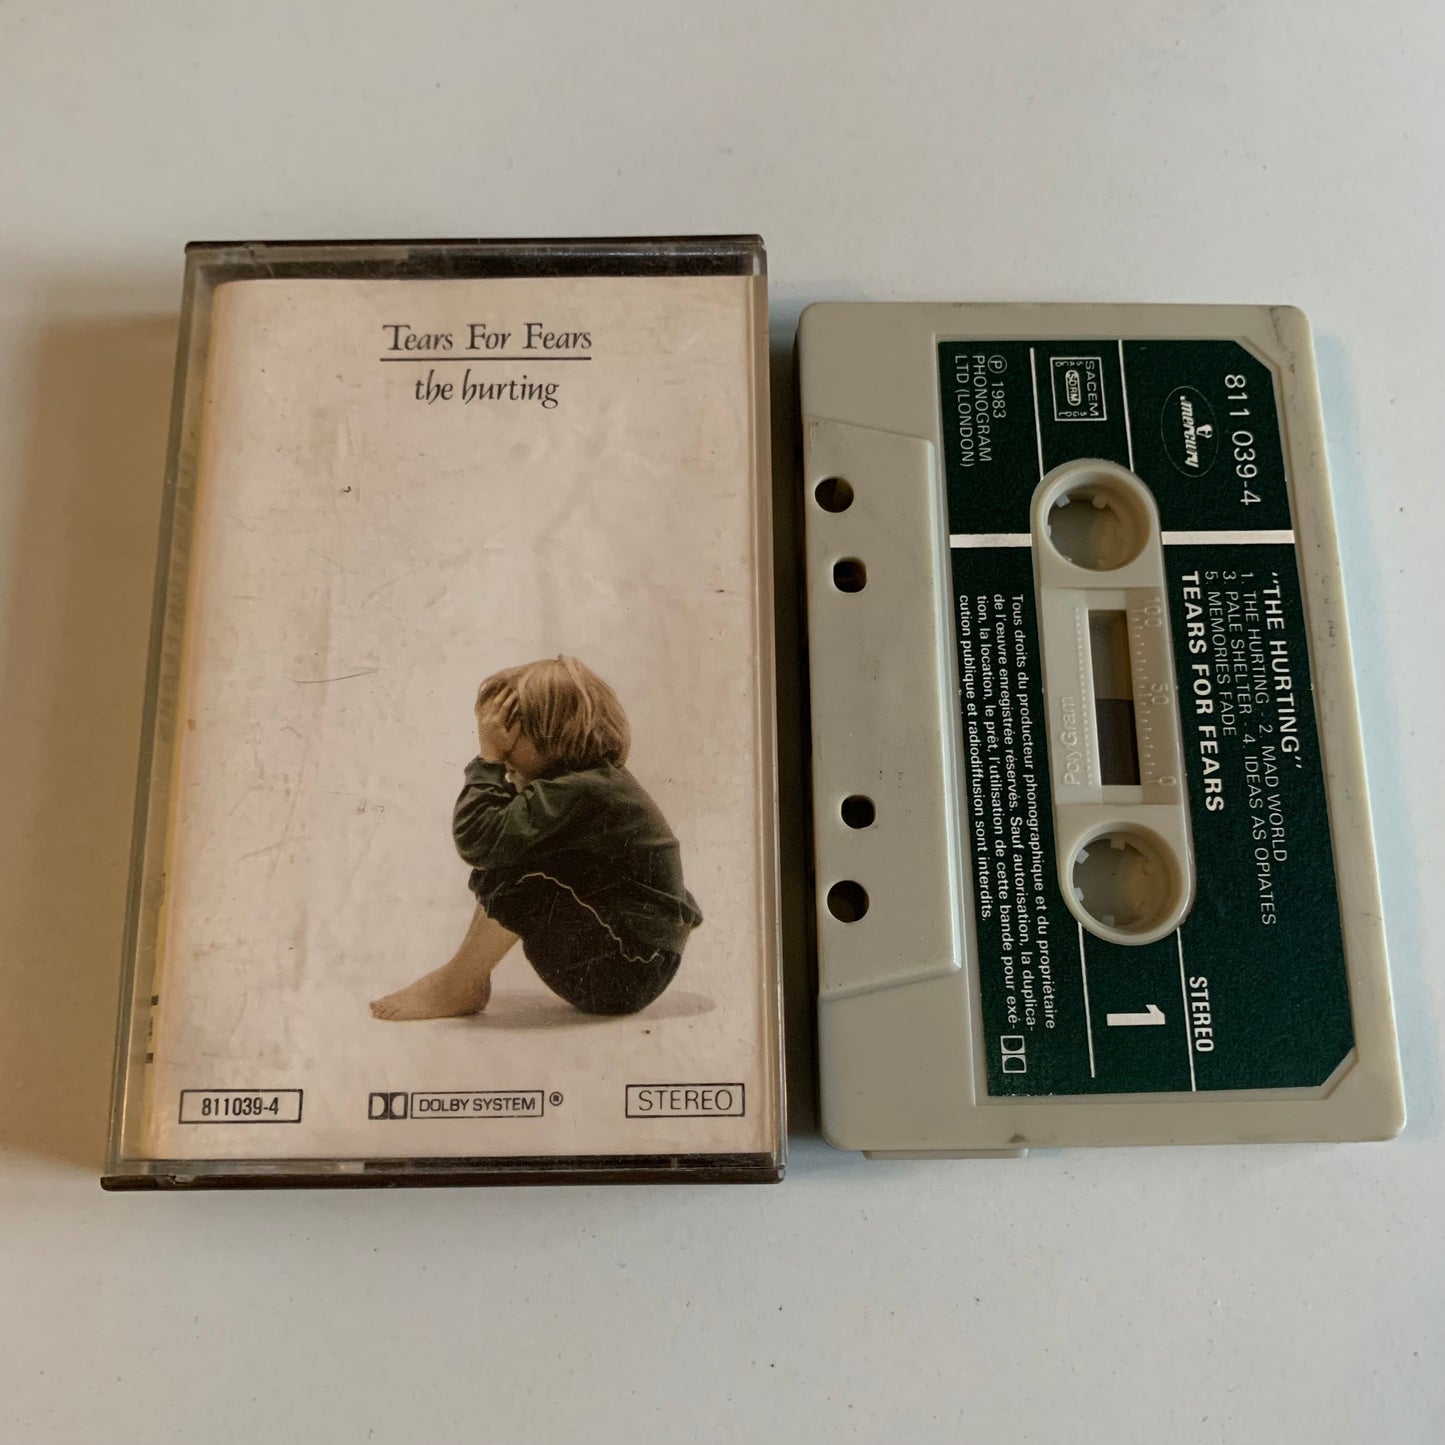 Tears For Fears
the hurting
811039-4
DOLBY SYSTEM ®
STEREO
811 039-4
mercury
SACEM
SDRM
Ⓟ 1983
PHONOGRAM
LTD (LONDON)
"THE HURTING"
1. THE HURTING . 2. MAD WORLD
3. PALE SHELTER . 4. IDEAS AS OPIATES
5. MEMORIES FADE
TEARS FOR FEARS
STEREO
1
100 50 0
PolyGram
Tous droits du producteur phonographique et du propriétaire
de l'œuvre enregistrée réservés. Sauf autorisation, la duplica-
tion, la location, le prêt, l'utilisation de cette bande pour exé-
cution publique et radiodiffusion sont interdits.